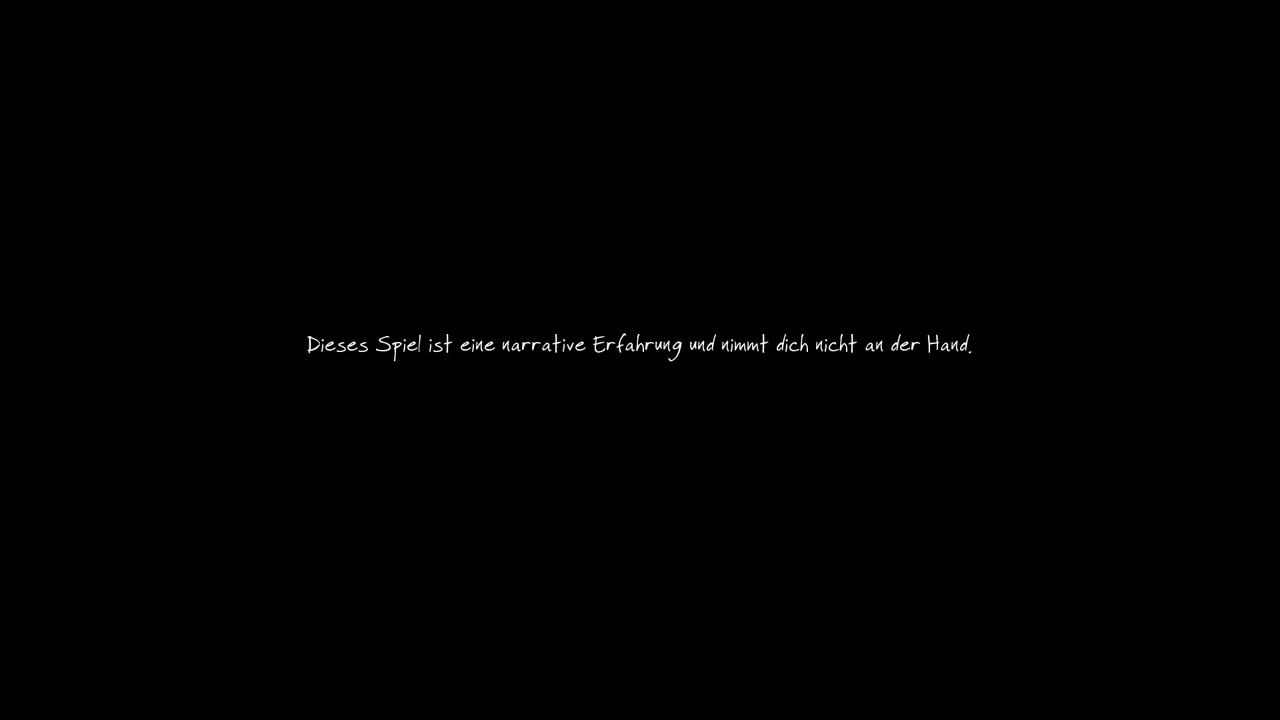 Dieses Spiel ist eine narrative Erfahrung und nimmt dich nicht an der Hand.